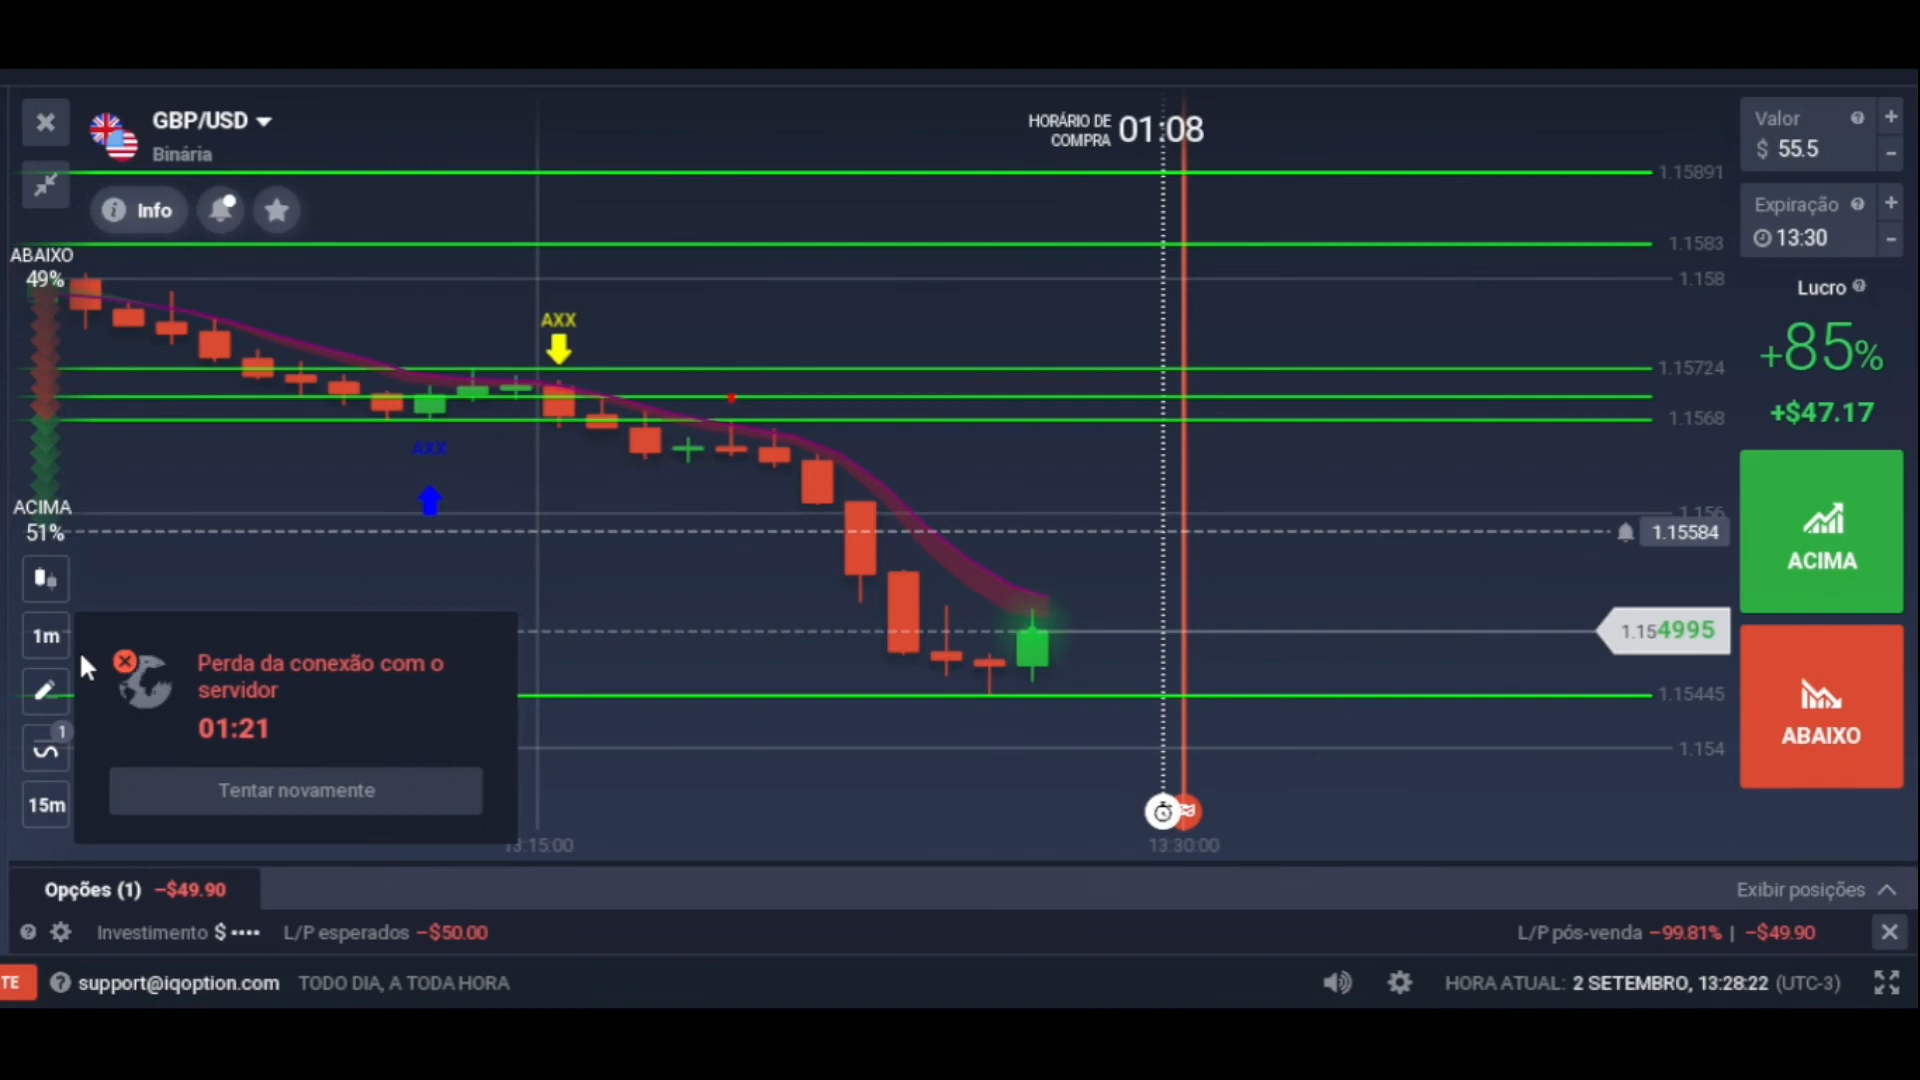 GBP/USD
Binária
HORÁRIO DE
COMPRA
01:08
Valor
$ 55.5
+
-
Info
Expiração
13:30
+
-
Lucro
+85%
+$47.17
ACIMA
ABAIXO
ABAIXO
49%
ACIMA
51%
AXX
AXX
1.15891
1.1583
1.158
1.15724
1.1568
1.156
1.15584
1.154995
1.15445
1.154
1m
1
15m
Perda da conexão com o
servidor
01:21
Tentar novamente
13:15:00
13:30:00
Opções (1) −$49.90
Exibir posições
Investimento $ ····
L/P esperados −$50.00
L/P pós-venda −99.81% | −$49.90
TE
support@iqoption.com
TODO DIA, A TODA HORA
HORA ATUAL: 2 SETEMBRO, 13:28:22 (UTC-3)